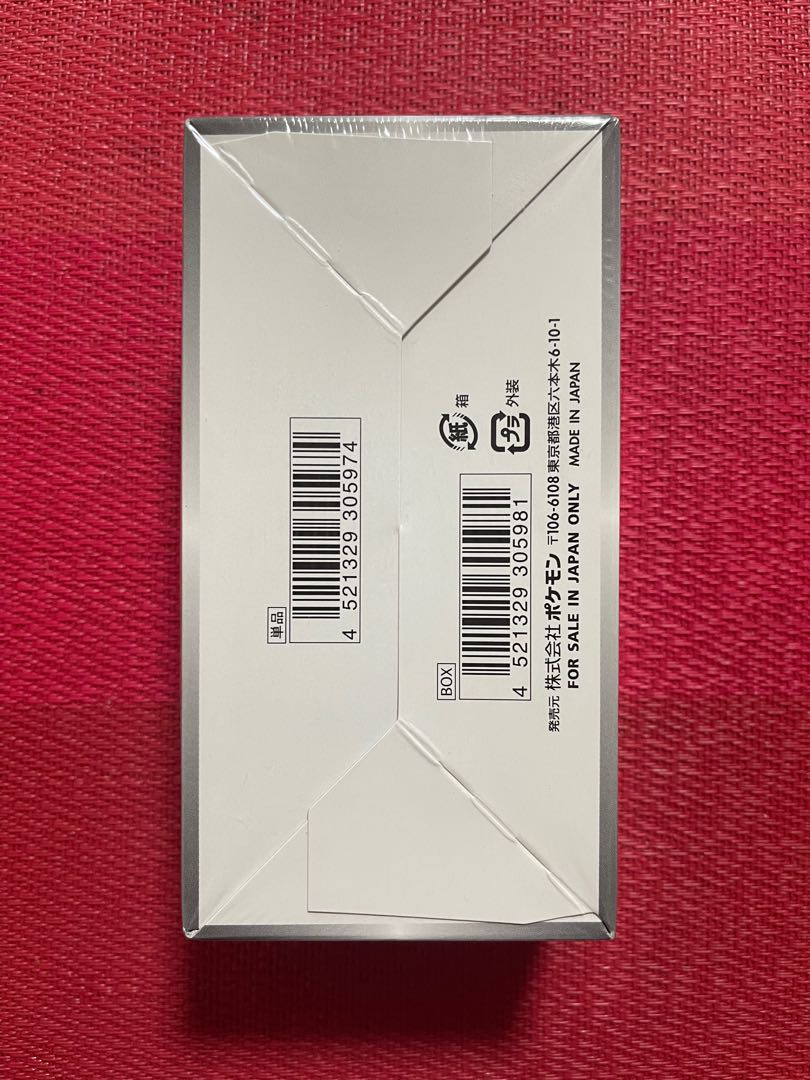 単品
4 521329 305974
紙 箱
プラ 外装
BOX
4 521329 305981
発売元 株式会社 ポケモン 〒106-6108 東京都港区六本木6-10-1
FOR SALE IN JAPAN ONLY MADE IN JAPAN